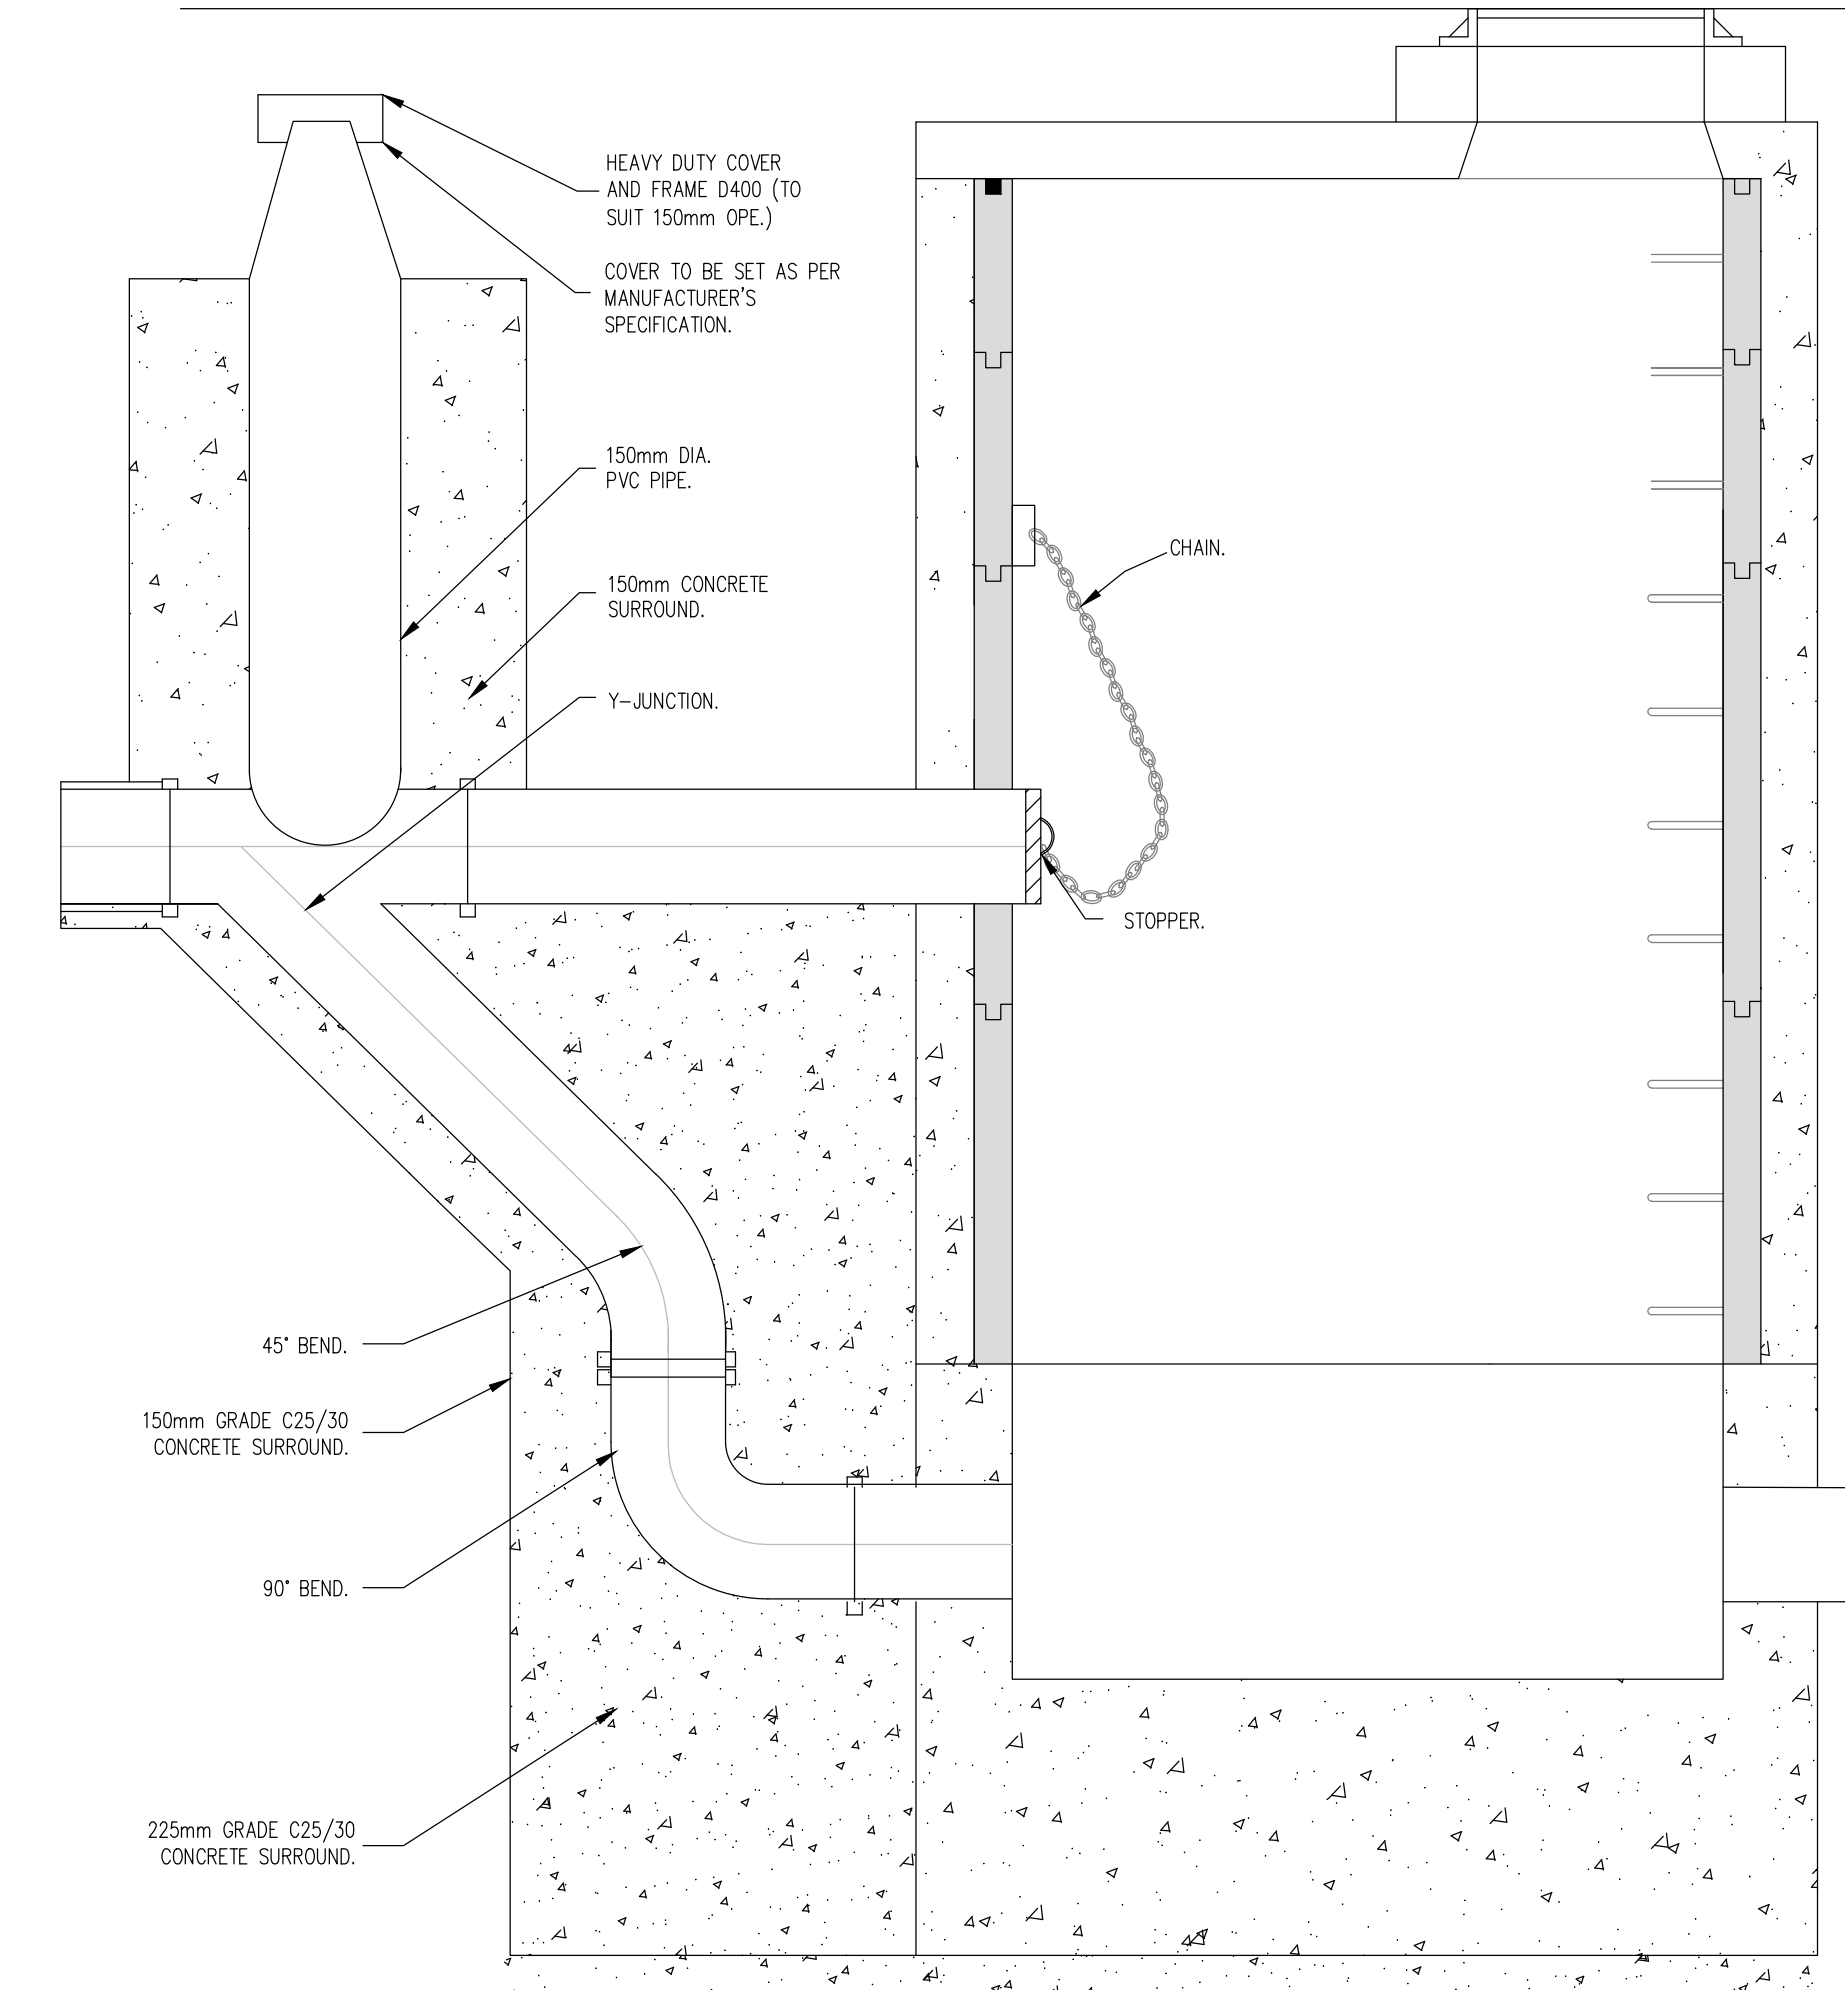 HEAVY DUTY COVER
AND FRAME D400 (TO
SUIT 150mm OPE.)
COVER TO BE SET AS PER
MANUFACTURER'S
SPECIFICATION.
150mm DIA.
PVC PIPE.
CHAIN.
150mm CONCRETE
SURROUND.
Y-JUNCTION.
STOPPER.
45° BEND.
150mm GRADE C25/30
CONCRETE SURROUND.
90° BEND.
225mm GRADE C25/30
CONCRETE SURROUND.